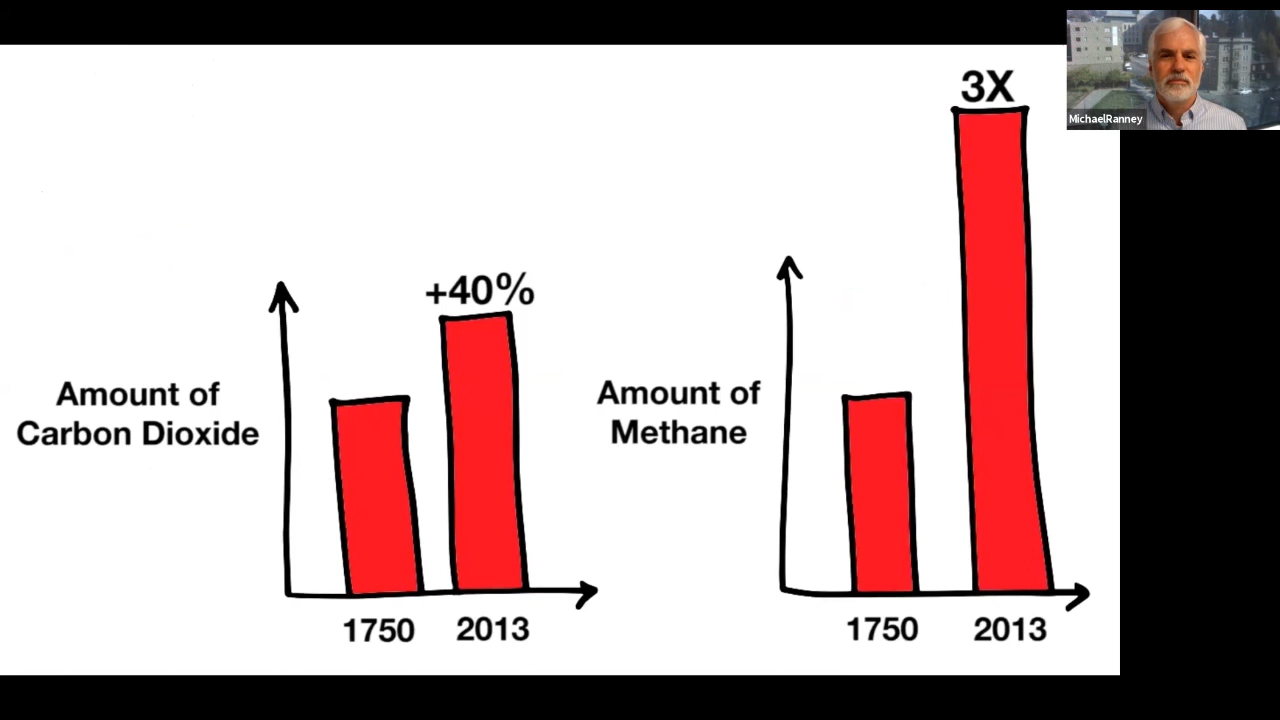 MichaelRanney
+40%
Amount of
Carbon Dioxide
1750 2013
3X
Amount of
Methane
1750 2013